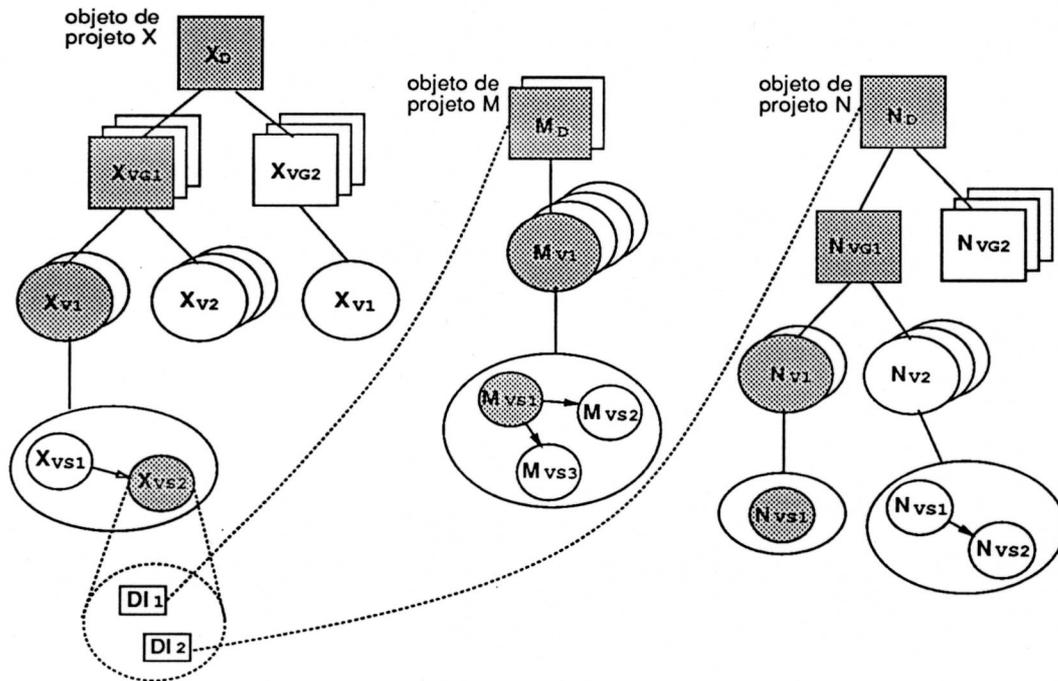 objeto de
projeto X
XD
XVG1
XVG2
XV1
XV2
XV1
XVS1
XVS2
DI1
DI2
objeto de
projeto M
MD
MV1
MVS1
MVS2
MVS3
objeto de
projeto N
ND
NVG1
NVG2
NV1
NV2
NVS1
NVS1
NVS2